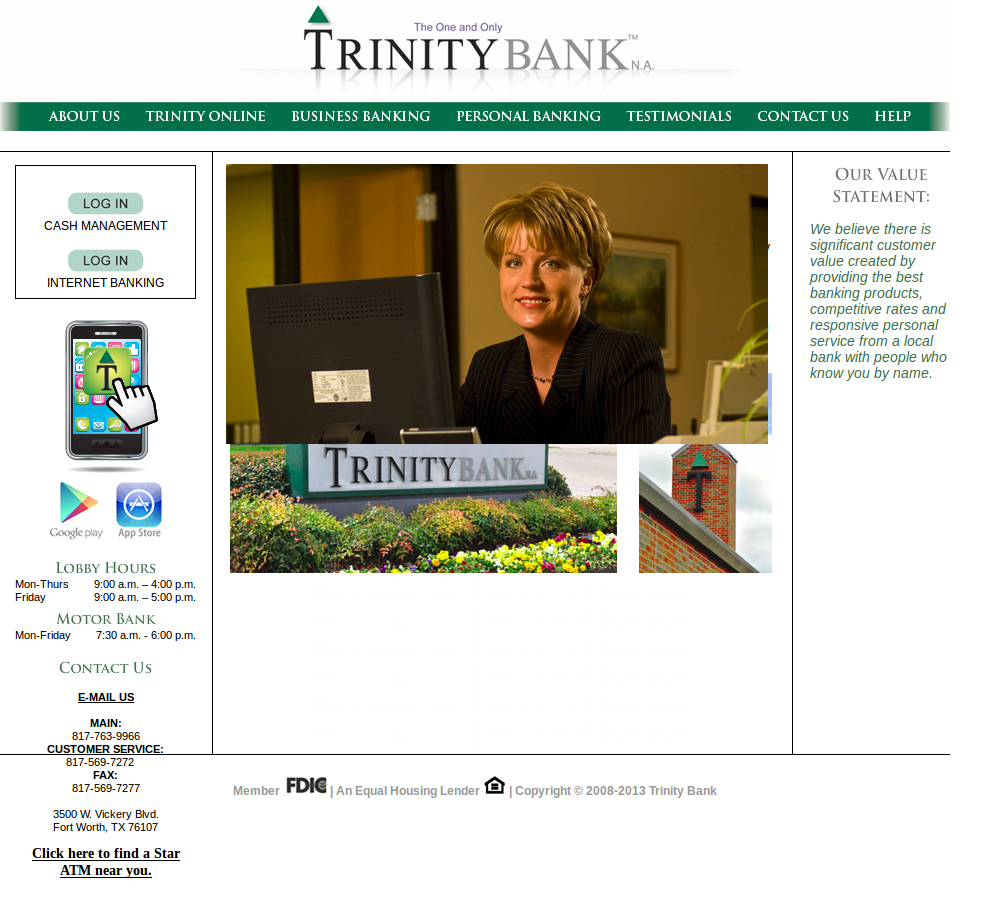 The One and Only
TRINITY BANK™ N.A.
ABOUT US TRINITY ONLINE BUSINESS BANKING PERSONAL BANKING TESTIMONIALS CONTACT US HELP
LOG IN
CASH MANAGEMENT
LOG IN
INTERNET BANKING
T
Google play App Store
LOBBY HOURS
Mon-Thurs 9:00 a.m. – 4:00 p.m.
Friday 9:00 a.m. – 5:00 p.m.
MOTOR BANK
Mon-Friday 7:30 a.m. - 6:00 p.m.
CONTACT US
E-MAIL US
MAIN:
817-763-9966
CUSTOMER SERVICE:
817-569-7272
FAX:
817-569-7277
3500 W. Vickery Blvd.
Fort Worth, TX 76107
Click here to find a Star
ATM near you.
TRINITY BANK N.A.
T
OUR VALUE
STATEMENT:
We believe there is
significant customer
value created by
providing the best
banking products,
competitive rates and
responsive personal
service from a local
bank with people who
know you by name.
Member FDIC | An Equal Housing Lender | Copyright © 2008-2013 Trinity Bank